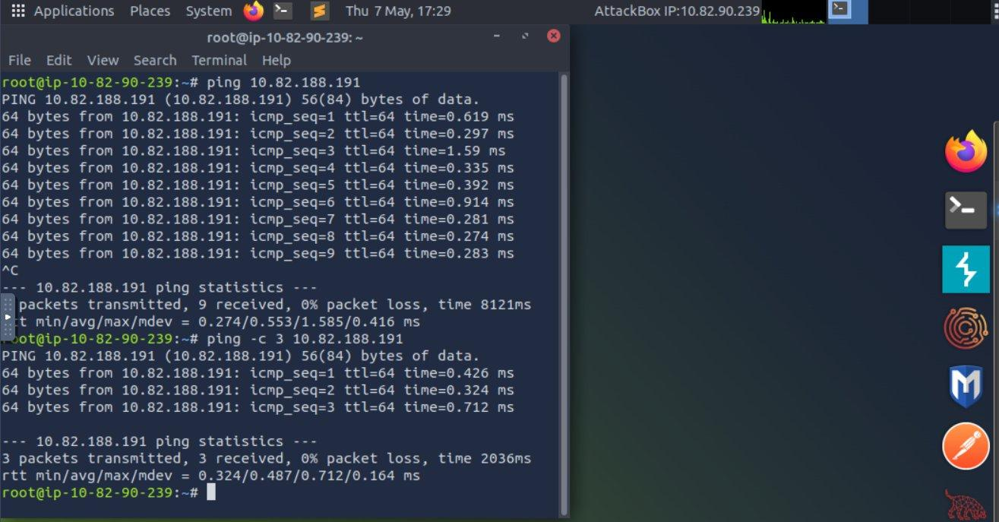 Applications Places System Thu 7 May, 17:29 AttackBox IP:10.82.90.239
root@ip-10-82-90-239: ~
File Edit View Search Terminal Help
root@ip-10-82-90-239:~# ping 10.82.188.191
PING 10.82.188.191 (10.82.188.191) 56(84) bytes of data.
64 bytes from 10.82.188.191: icmp_seq=1 ttl=64 time=0.619 ms
64 bytes from 10.82.188.191: icmp_seq=2 ttl=64 time=0.297 ms
64 bytes from 10.82.188.191: icmp_seq=3 ttl=64 time=1.59 ms
64 bytes from 10.82.188.191: icmp_seq=4 ttl=64 time=0.335 ms
64 bytes from 10.82.188.191: icmp_seq=5 ttl=64 time=0.392 ms
64 bytes from 10.82.188.191: icmp_seq=6 ttl=64 time=0.914 ms
64 bytes from 10.82.188.191: icmp_seq=7 ttl=64 time=0.281 ms
64 bytes from 10.82.188.191: icmp_seq=8 ttl=64 time=0.274 ms
64 bytes from 10.82.188.191: icmp_seq=9 ttl=64 time=0.283 ms
^C
--- 10.82.188.191 ping statistics ---
packets transmitted, 9 received, 0% packet loss, time 8121ms
min/avg/max/mdev = 0.274/0.553/1.585/0.416 ms
root@ip-10-82-90-239:~# ping -c 3 10.82.188.191
PING 10.82.188.191 (10.82.188.191) 56(84) bytes of data.
64 bytes from 10.82.188.191: icmp_seq=1 ttl=64 time=0.426 ms
64 bytes from 10.82.188.191: icmp_seq=2 ttl=64 time=0.324 ms
64 bytes from 10.82.188.191: icmp_seq=3 ttl=64 time=0.712 ms
--- 10.82.188.191 ping statistics ---
3 packets transmitted, 3 received, 0% packet loss, time 2036ms
rtt min/avg/max/mdev = 0.324/0.487/0.712/0.164 ms
root@ip-10-82-90-239:~#